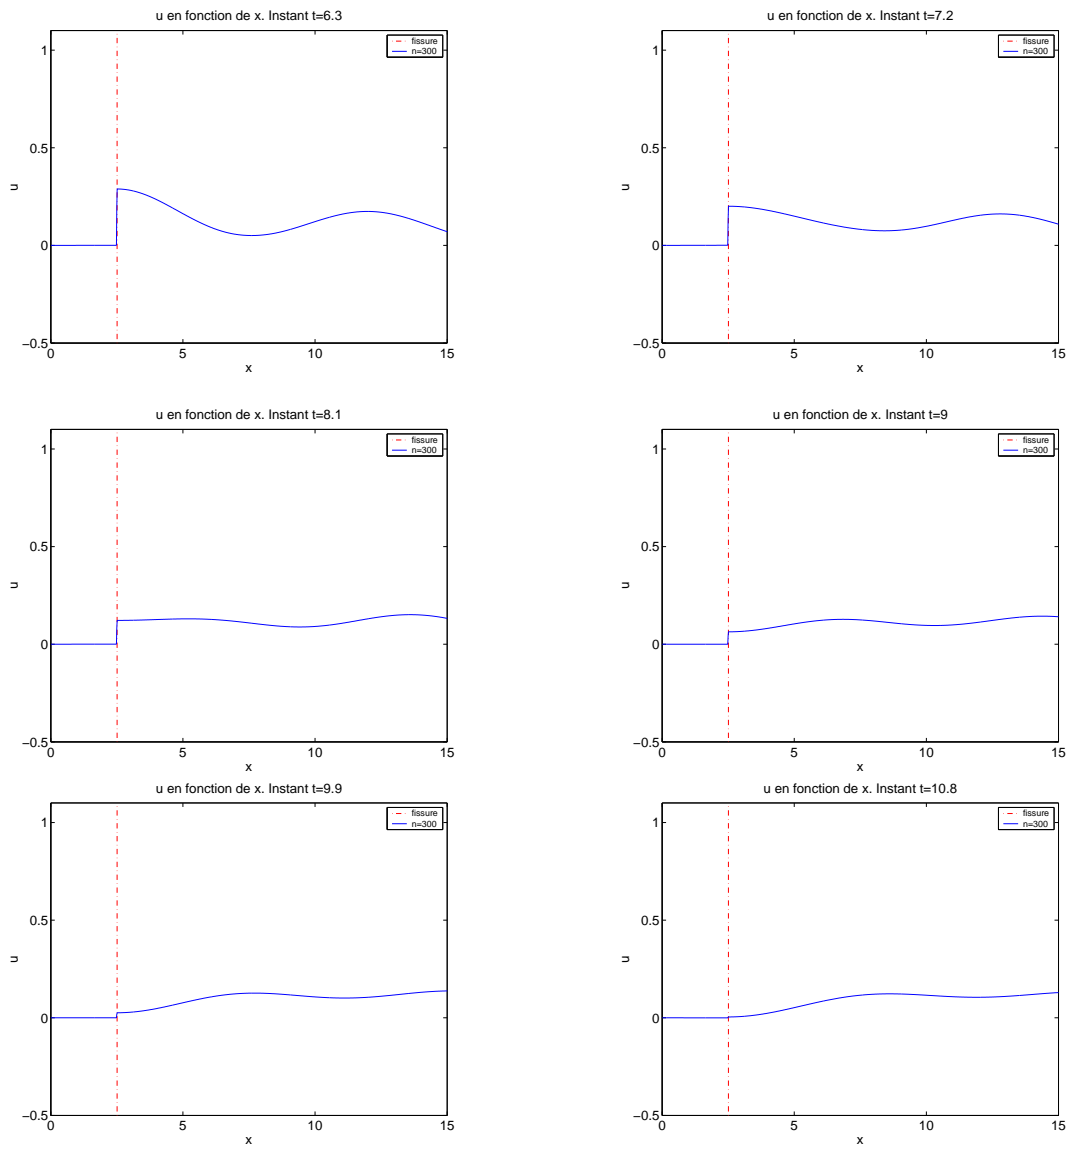 u en fonction de x. Instant t=6.3
fissure
n=300
1
0.5
0
−0.5
u
0
5
10
15
x
u en fonction de x. Instant t=7.2
fissure
n=300
1
0.5
0
−0.5
u
0
5
10
15
x
u en fonction de x. Instant t=8.1
fissure
n=300
1
0.5
0
−0.5
u
0
5
10
15
x
u en fonction de x. Instant t=9
fissure
n=300
1
0.5
0
−0.5
u
0
5
10
15
x
u en fonction de x. Instant t=9.9
fissure
n=300
1
0.5
0
−0.5
u
0
5
10
15
x
u en fonction de x. Instant t=10.8
fissure
n=300
1
0.5
0
−0.5
u
0
5
10
15
x